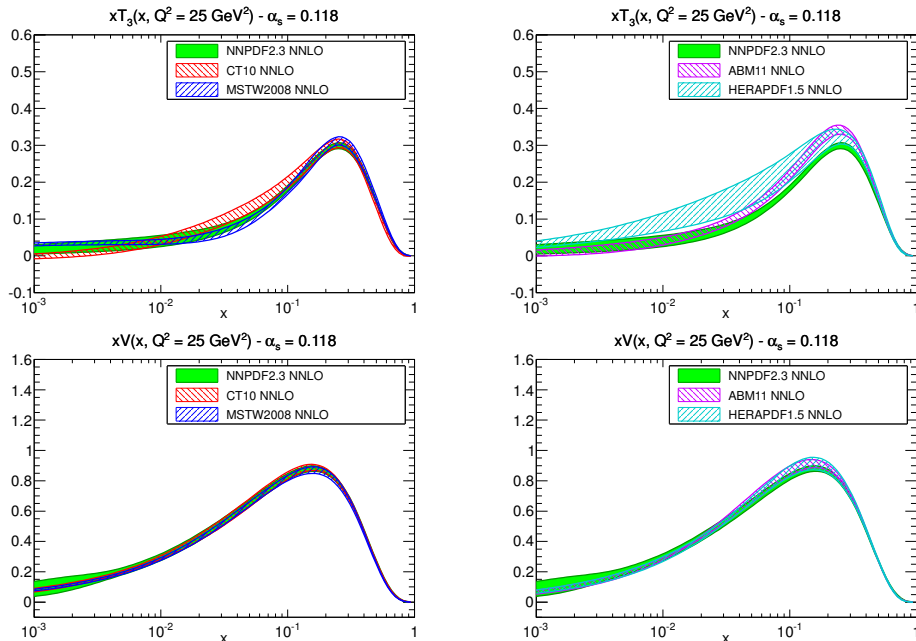 xT₃(x, Q² = 25 GeV²) - αₛ = 0.118
0.6
0.5
0.4
0.3
0.2
0.1
0
-0.1
NNPDF2.3 NNLO
CT10 NNLO
MSTW2008 NNLO
10⁻³
10⁻²
10⁻¹
1
x
xT₃(x, Q² = 25 GeV²) - αₛ = 0.118
0.6
0.5
0.4
0.3
0.2
0.1
0
-0.1
NNPDF2.3 NNLO
ABM11 NNLO
HERAPDF1.5 NNLO
10⁻³
10⁻²
10⁻¹
1
x
xV(x, Q² = 25 GeV²) - αₛ = 0.118
1.6
1.4
1.2
1
0.8
0.6
0.4
0.2
0
NNPDF2.3 NNLO
CT10 NNLO
MSTW2008 NNLO
10⁻³
10⁻²
10⁻¹
1
x
xV(x, Q² = 25 GeV²) - αₛ = 0.118
1.6
1.4
1.2
1
0.8
0.6
0.4
0.2
0
NNPDF2.3 NNLO
ABM11 NNLO
HERAPDF1.5 NNLO
10⁻³
10⁻²
10⁻¹
1
x